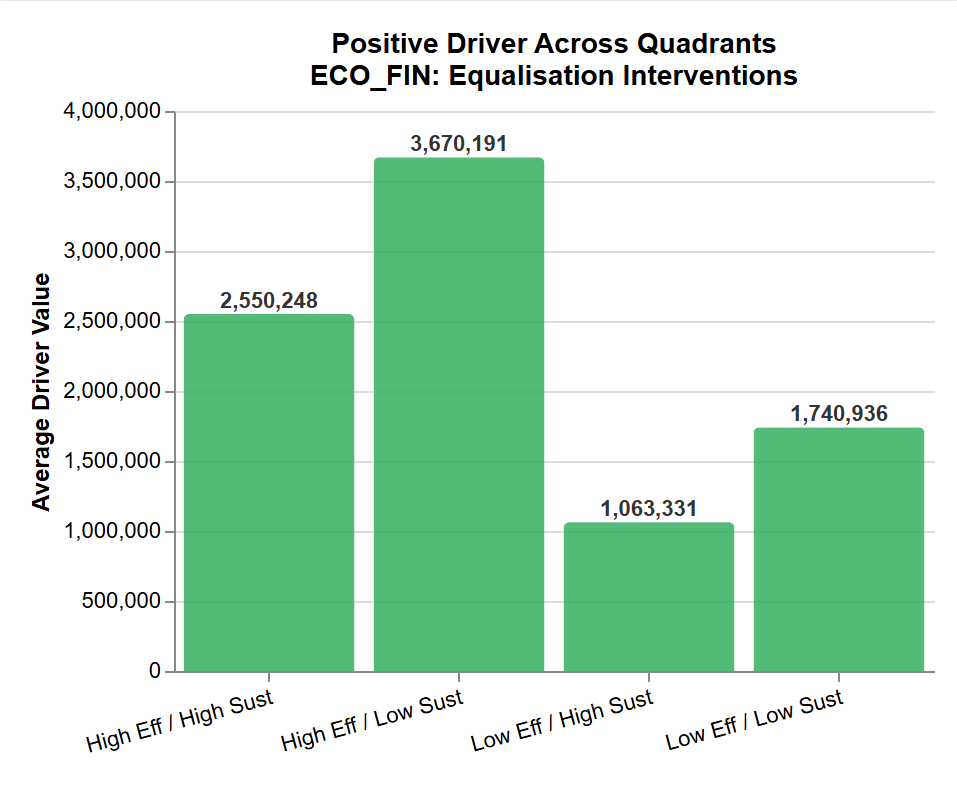 Positive Driver Across Quadrants
ECO_FIN: Equalisation Interventions
Average Driver Value
4,000,000
3,500,000
3,000,000
2,500,000
2,000,000
1,500,000
1,000,000
500,000
0
2,550,248
3,670,191
1,063,331
1,740,936
High Eff / High Sust
High Eff / Low Sust
Low Eff / High Sust
Low Eff / Low Sust